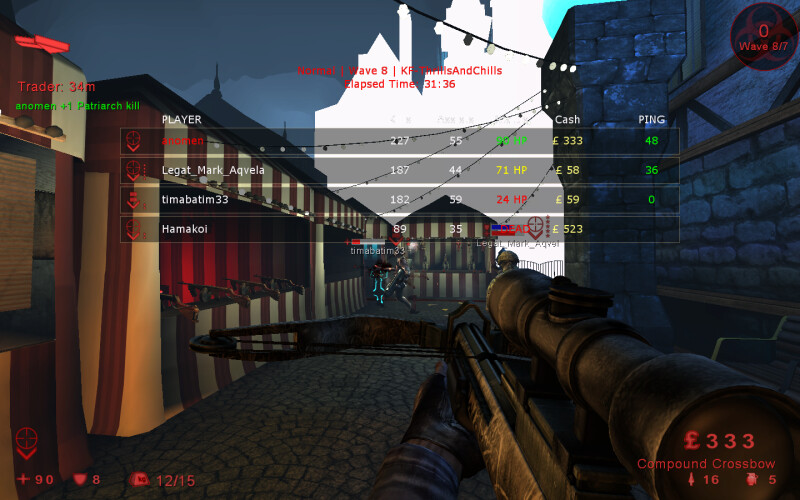 0
Wave 8/7
Normal | Wave 8 | KF-ThrillsAndChills
Elapsed Time: 31:36
Trader: 34m
anomen +1 Patriarch kill
PLAYER Cash PING
anomen 227 55 £ 333 48
Legat_Mark_Aqvela 187 44 71 HP £ 58 36
timabatim33 182 59 24 HP £ 59 0
Hamakoi 89 35 DEAD £ 523
timabatim33
Legat_Mark_Aqvel
£333
Compound Crossbow
90 8 12/15 16 5